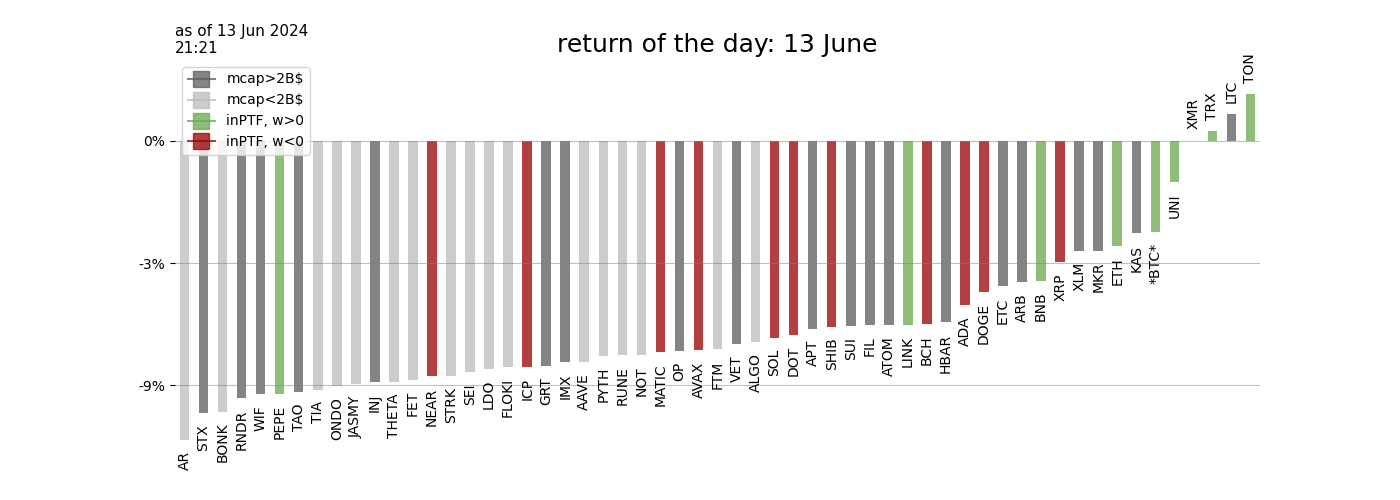 as of 13 Jun 2024
21:21
return of the day: 13 June
mcap>2B$
mcap<2B$
inPTF, w>0
inPTF, w<0
0%
-3%
-9%
AR
STX
BONK
RNDR
WIF
PEPE
TAO
TIA
ONDO
JASMY
INJ
THETA
FET
NEAR
STRK
SEI
LDO
FLOKI
ICP
GRT
IMX
AAVE
PYTH
RUNE
NOT
MATIC
OP
AVAX
FTM
VET
ALGO
SOL
DOT
APT
SHIB
SUI
FIL
ATOM
LINK
BCH
HBAR
ADA
DOGE
ETC
ARB
BNB
XRP
XLM
MKR
ETH
KAS
*BTC*
UNI
XMR
TRX
LTC
TON